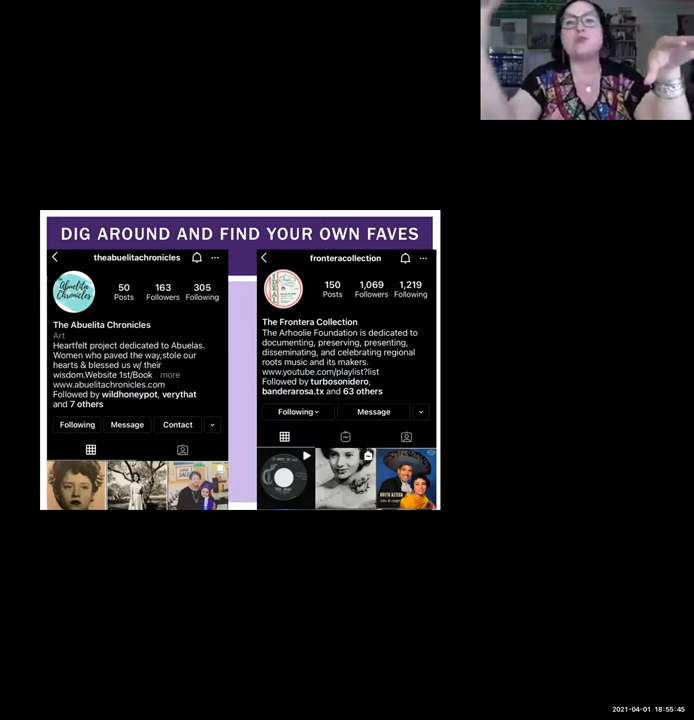 DIG AROUND AND FIND YOUR OWN FAVES
theabuelitachronicles
Abuelita
Chronicles
50
Posts
163
Followers
305
Following
The Abuelita Chronicles
Art
Heartfelt project dedicated to Abuelas.
Women who paved the way,stole our
hearts & blessed us w/ their
wisdom.Website 1st/Book more
www.abuelitachronicles.com
Followed by wildhoneypot, verythat
and 7 others
Following
Message
Contact
fronteracollection
150
Posts
1,069
Followers
1,219
Following
The Frontera Collection
The Arhoolie Foundation is dedicated to
documenting, preserving, presenting,
disseminating, and celebrating regional
roots music and its makers.
www.youtube.com/playlist?list
Followed by turbosonidero,
banderarosa.tx and 63 others
Following
Message
2021-04-01 18:55:45